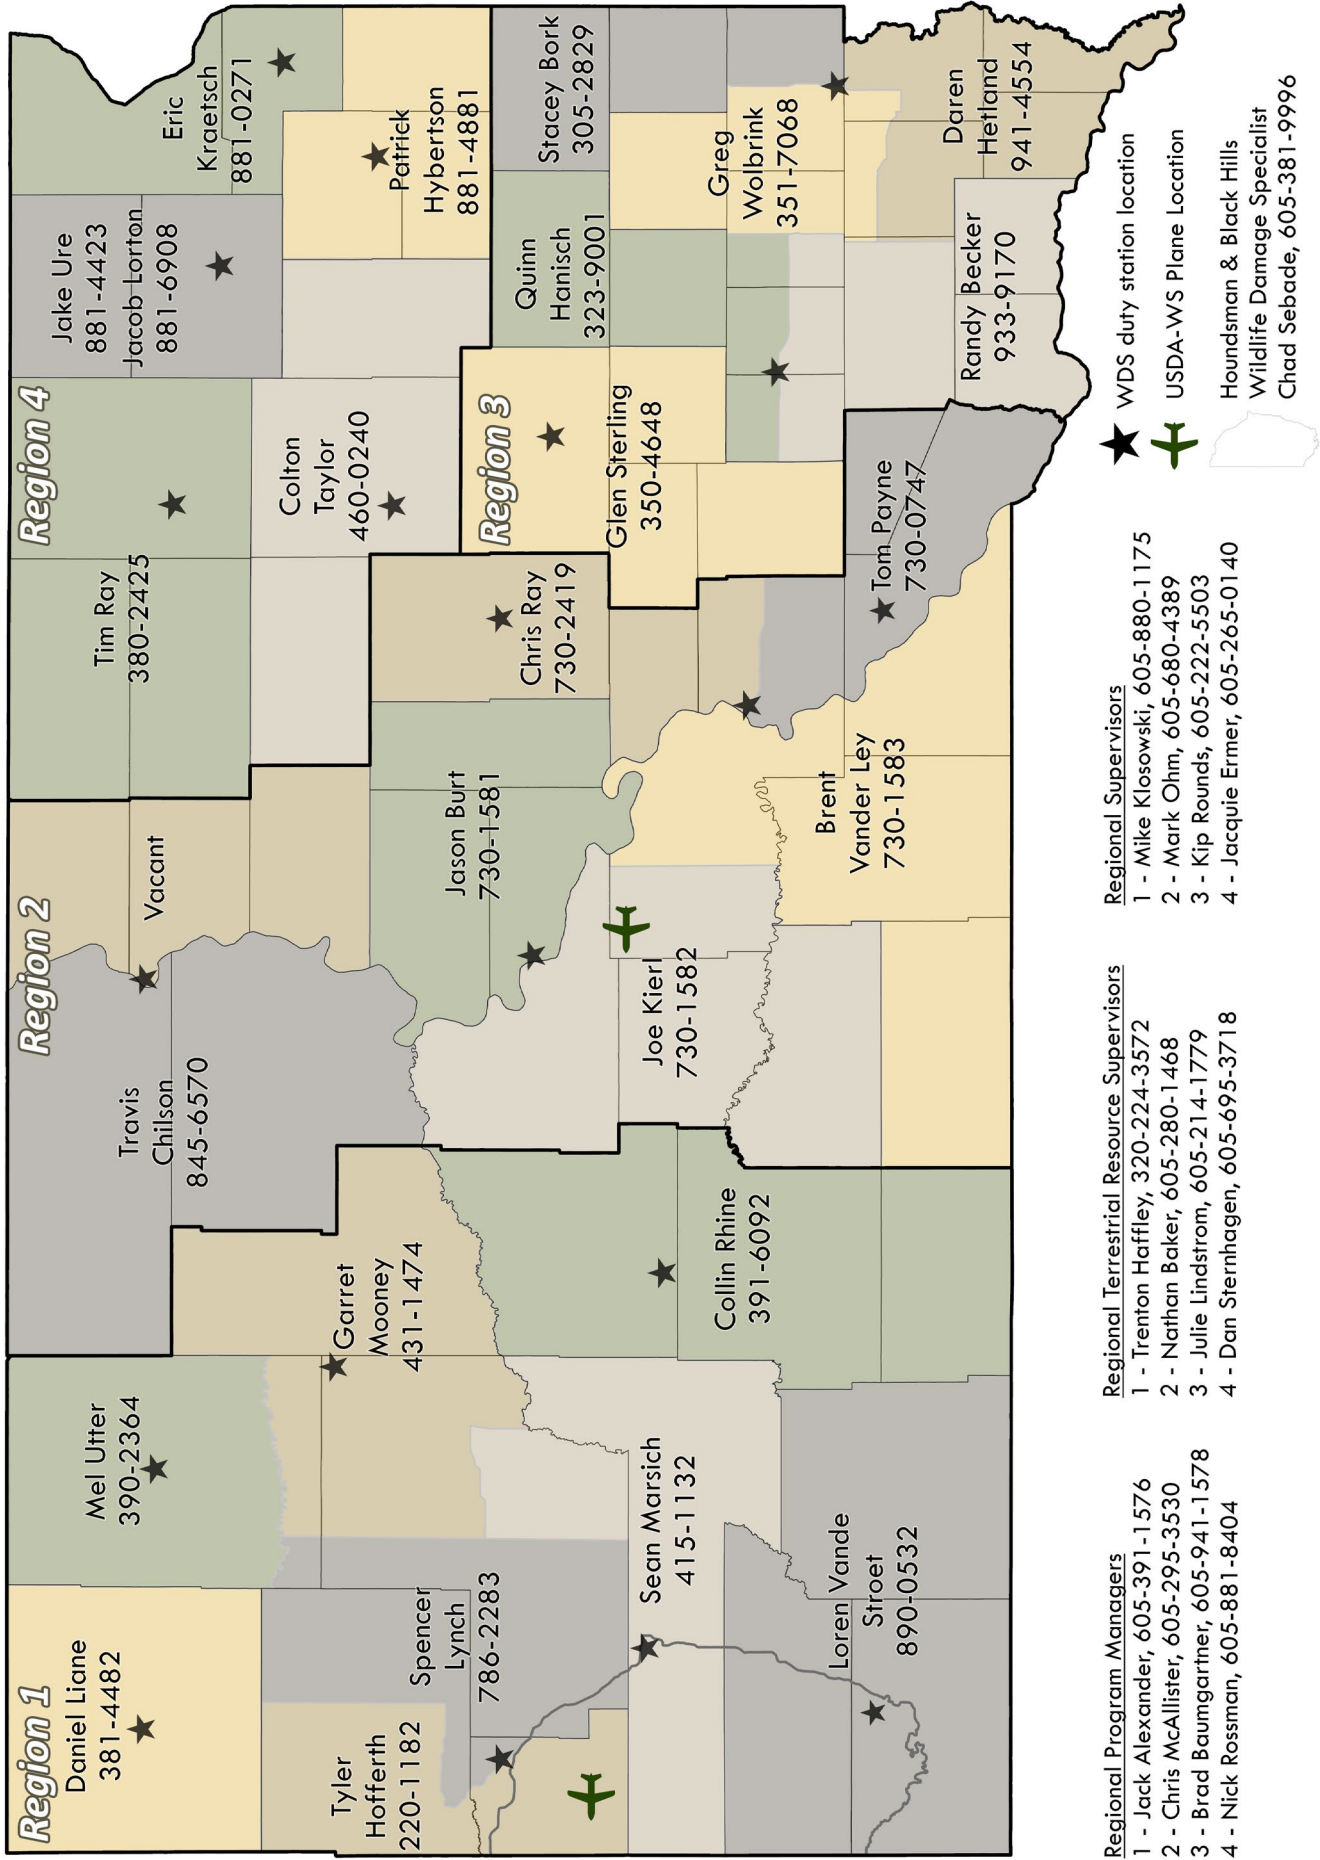 Region 1
Daniel Liane
381-4482
Mel Utter
390-2364
Tyler
Hofferth
220-1182
Spencer
Lynch
786-2283
Garret
Mooney
431-1474
Sean Marsich
415-1132
Collin Rhine
391-6092
Loren Vande
Stroet
890-0532
Region 2
Travis
Chilson
845-6570
Vacant
Jason Burt
730-1581
Chris Ray
730-2419
Joe Kierl
730-1582
Brent
Vander Ley
730-1583
Tom Payne
730-0747
Region 4
Tim Ray
380-2425
Jake Ure
881-4423
Jacob Lorton
881-6908
Eric
Kraetsch
881-0271
Colton
Taylor
460-0240
Patrick
Hybertson
881-4881
Region 3
Glen Sterling
350-4648
Quinn
Hanisch
323-9001
Stacey Bork
305-2829
Greg
Wolbrink
351-7068
Randy Becker
933-9170
Daren
Hetland
941-4554
Regional Program Managers
1 - Jack Alexander, 605-391-1576
2 - Chris McAllister, 605-295-3530
3 - Brad Baumgartner, 605-941-1578
4 - Nick Rossman, 605-881-8404
Regional Terrestrial Resource Supervisors
1 - Trenton Haffley, 320-224-3572
2 - Nathan Baker, 605-280-1468
3 - Julie Lindstrom, 605-214-1779
4 - Dan Sternhagen, 605-695-3718
Regional Supervisors
1 - Mike Klosowski, 605-880-1175
2 - Mark Ohm, 605-680-4389
3 - Kip Rounds, 605-222-5503
4 - Jacquie Ermer, 605-265-0140
WDS duty station location
USDA-WS Plane Location
Houndsman & Black Hills
Wildlife Damage Specialist
Chad Sebade, 605-381-9996